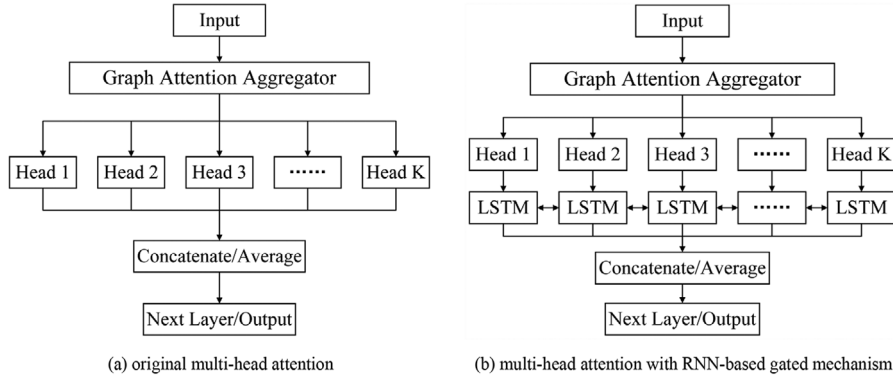 Input
Graph Attention Aggregator
Head 1 Head 2 Head 3 ······ Head K
Concatenate/Average
Next Layer/Output
(a) original multi-head attention
Input
Graph Attention Aggregator
Head 1 Head 2 Head 3 ······ Head K
LSTM LSTM LSTM ······ LSTM
Concatenate/Average
Next Layer/Output
(b) multi-head attention with RNN-based gated mechanism